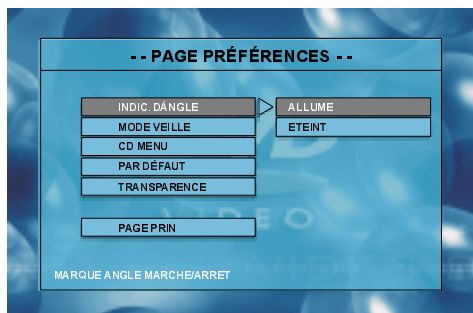 -- PAGE PRÉFÉRENCES --
INDIC. DÁNGLE
ALLUME
MODE VEILLE
ETEINT
CD MENU
PAR DÉFAUT
TRANSPARENCE
VIDEO
PAGE PRIN
MARQUE ANGLE MARCHE/ARRET